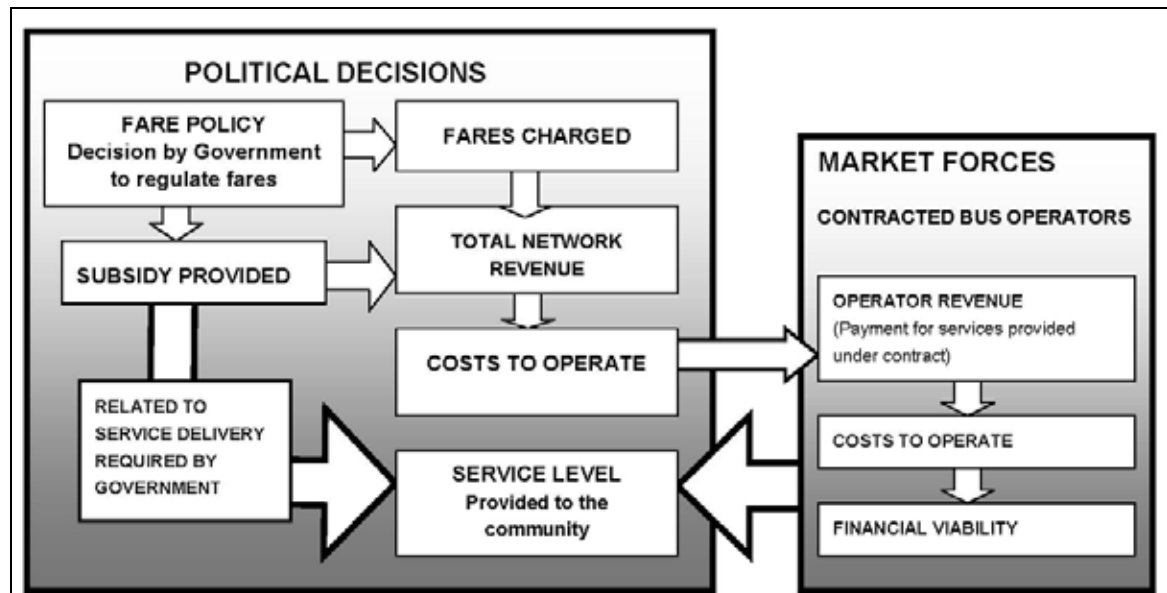 POLITICAL DECISIONS
FARE POLICY
Decision by Government
to regulate fares
FARES CHARGED
SUBSIDY PROVIDED
TOTAL NETWORK
REVENUE
COSTS TO OPERATE
RELATED TO
SERVICE DELIVERY
REQUIRED BY
GOVERNMENT
SERVICE LEVEL
Provided to the
community
MARKET FORCES
CONTRACTED BUS OPERATORS
OPERATOR REVENUE
(Payment for services provided
under contract)
COSTS TO OPERATE
FINANCIAL VIABILITY